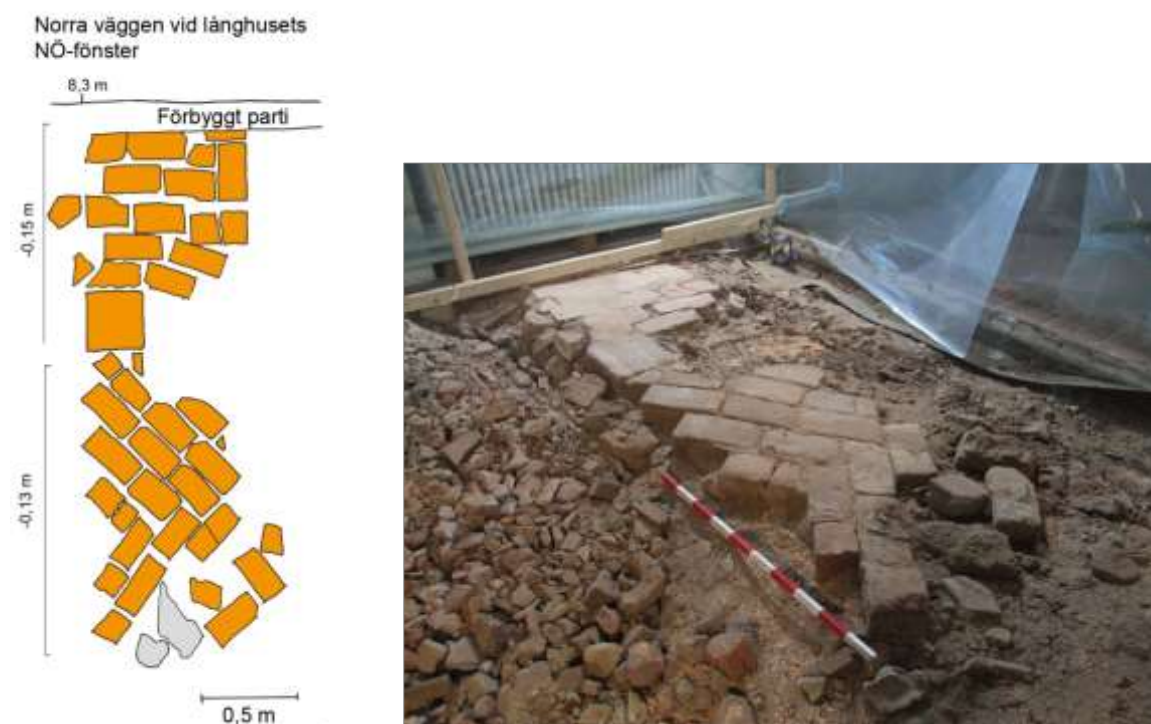 Norra väggen vid långhusets
NÖ-fönster
8,3 m
Förbyggt parti
-0,15 m
-0,13 m
0,5 m